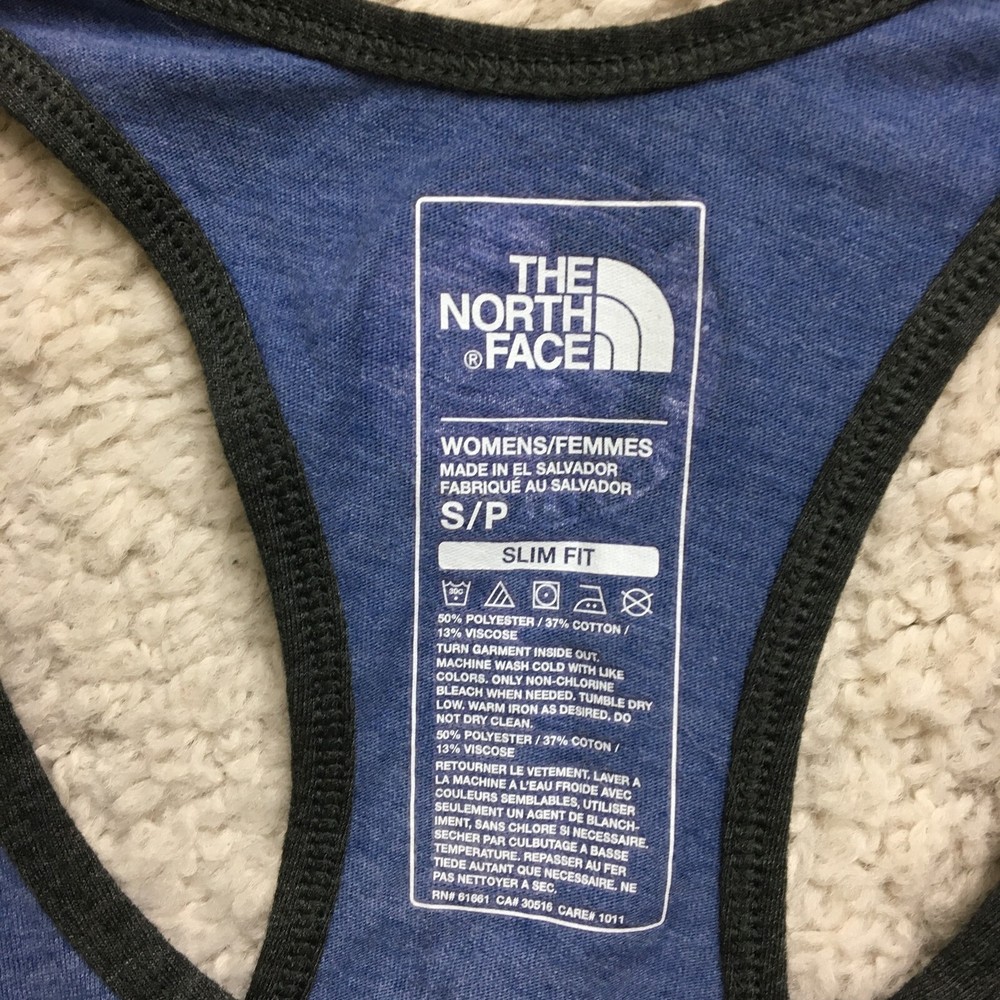 THE
NORTH
® FACE
WOMENS/FEMMES
MADE IN EL SALVADOR
FABRIQUÉ AU SALVADOR
S/P
SLIM FIT
30C
50% POLYESTER / 37% COTTON /
13% VISCOSE
TURN GARMENT INSIDE OUT.
MACHINE WASH COLD WITH LIKE
COLORS. ONLY NON-CHLORINE
BLEACH WHEN NEEDED. TUMBLE DRY
LOW. WARM IRON AS DESIRED. DO
NOT DRY CLEAN.
50% POLYESTER / 37% COTON /
13% VISCOSE
RETOURNER LE VETEMENT. LAVER A
LA MACHINE A L'EAU FROIDE AVEC
COULEURS SEMBLABLES, UTILISER
SEULEMENT UN AGENT DE BLANCH-
IMENT, SANS CHLORE SI NECESSAIRE.
SECHER PAR CULBUTAGE A BASSE
TEMPERATURE. REPASSER AU FER
TIEDE AUTANT QUE NECESSAIRE. NE
PAS NETTOYER A SEC.
RN# 61661 CA# 30516 CARE# 1011